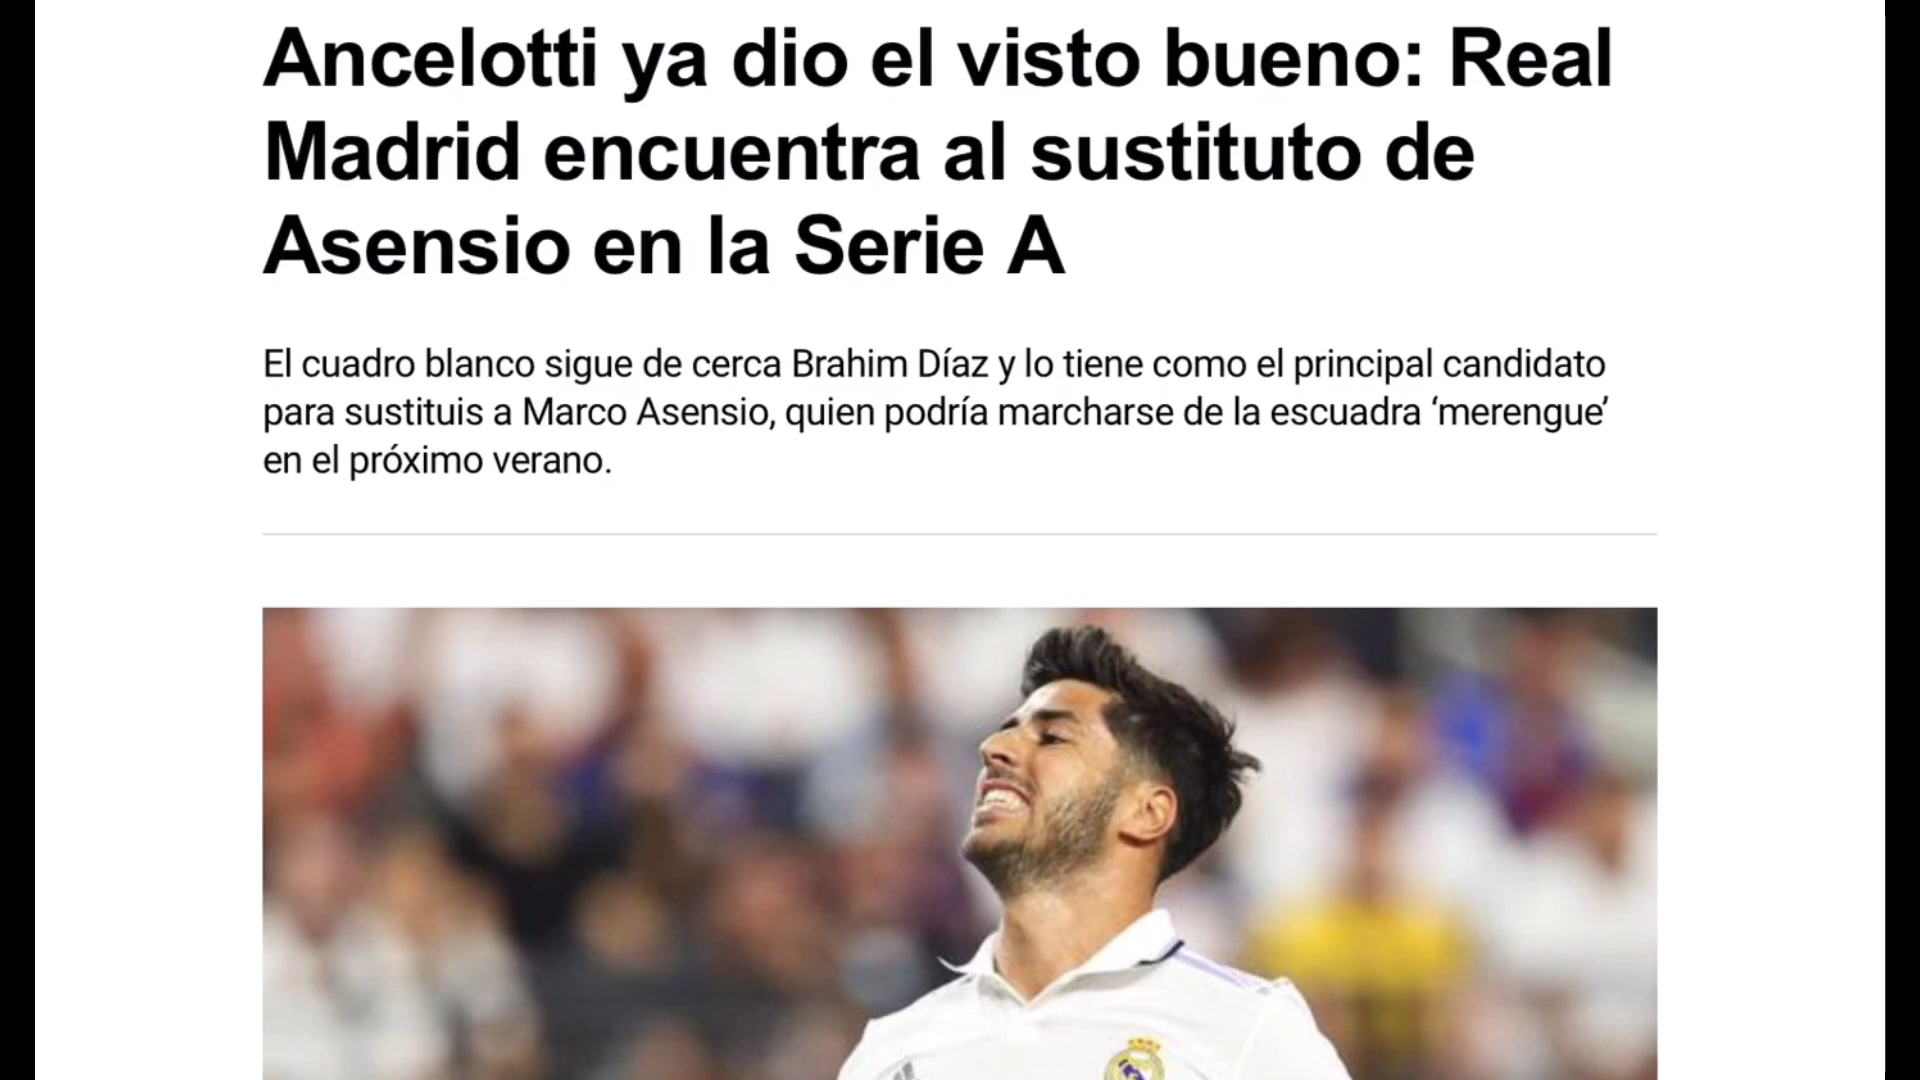 Ancelotti ya dio el visto bueno: Real
Madrid encuentra al sustituto de
Asensio en la Serie A
El cuadro blanco sigue de cerca Brahim Díaz y lo tiene como el principal candidato
para sustituis a Marco Asensio, quien podría marcharse de la escuadra ‘merengue’
en el próximo verano.